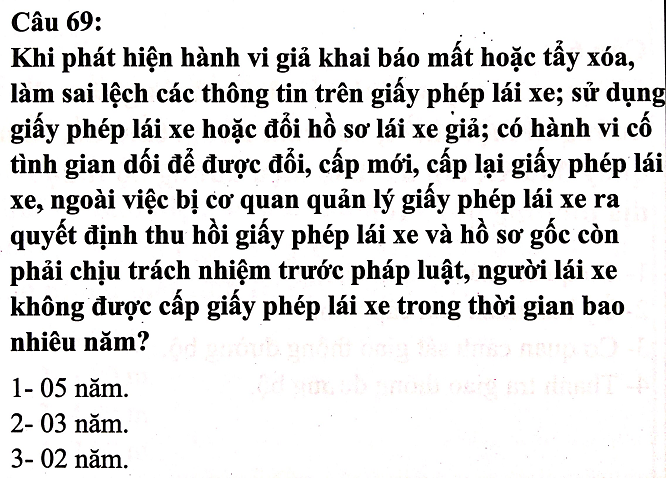 Câu 69:
Khi phát hiện hành vi giả khai báo mất hoặc tẩy xóa,
làm sai lệch các thông tin trên giấy phép lái xe; sử dụng
giấy phép lái xe hoặc đổi hồ sơ lái xe giả; có hành vi cố
tình gian dối để được đổi, cấp mới, cấp lại giấy phép lái
xe, ngoài việc bị cơ quan quản lý giấy phép lái xe ra
quyết định thu hồi giấy phép lái xe và hồ sơ gốc còn
phải chịu trách nhiệm trước pháp luật, người lái xe
không được cấp giấy phép lái xe trong thời gian bao
nhiêu năm?
1- 05 năm.
2- 03 năm.
3- 02 năm.